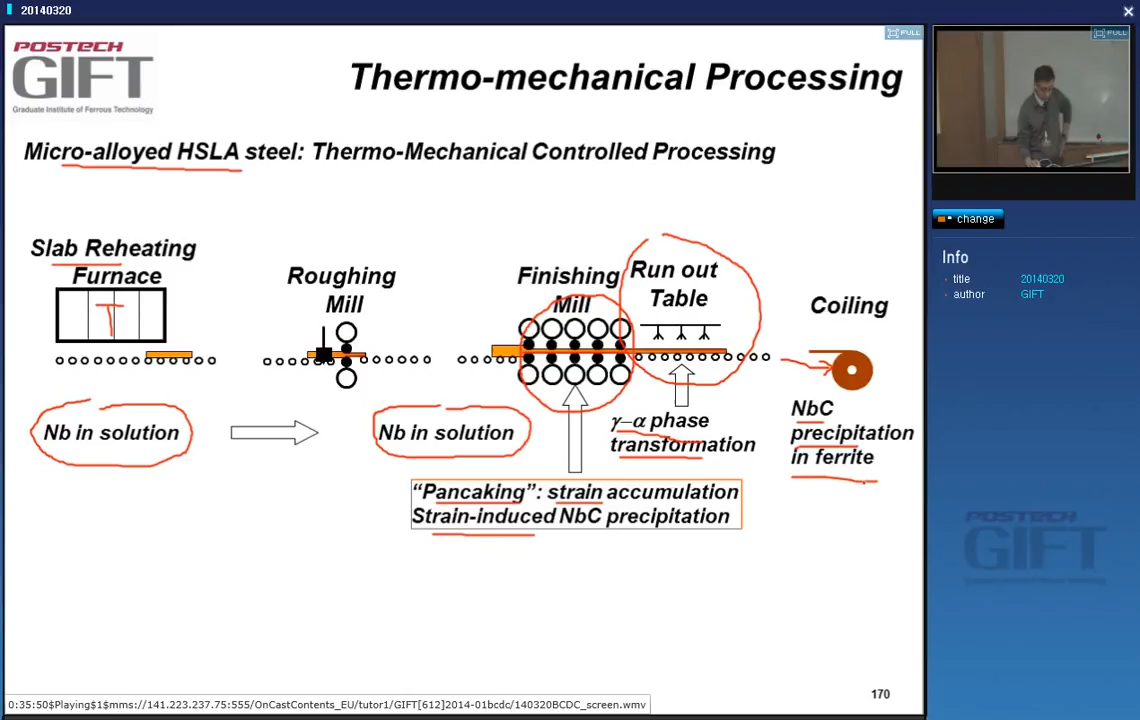 20140320
POSTECH
GIFT
Graduate Institute of Ferrous Technology
Thermo-mechanical Processing
Micro-alloyed HSLA steel: Thermo-Mechanical Controlled Processing
Slab Reheating
Furnace
T
Roughing
Mill
Finishing
Mill
Run out
Table
Coiling
Nb in solution
Nb in solution
γ–α phase
transformation
NbC
precipitation
in ferrite
"Pancaking": strain accumulation
Strain-induced NbC precipitation
170
0:35:50$Playing$1$mms://141.223.237.75:555/OnCastContents_EU/tutor1/GIFT[612]2014-01bcdc/140320BCDC_screen.wmv
FULL
FULL
change
Info
title 20140320
author GIFT
POSTECH
GIFT